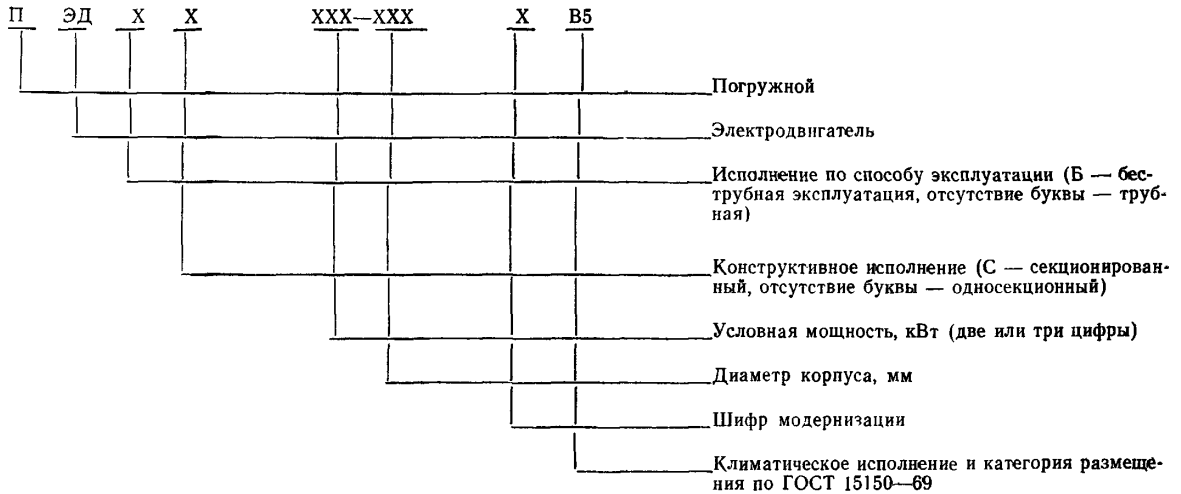 П ЭД Х Х ХХХ—ХХХ Х В5
Погружной
Электродвигатель
Исполнение по способу эксплуатации (Б — бес-
трубная эксплуатация, отсутствие буквы — труб-
ная)
Конструктивное исполнение (С — секционирован-
ный, отсутствие буквы — односекционный)
Условная мощность, кВт (две или три цифры)
Диаметр корпуса, мм
Шифр модернизации
Климатическое исполнение и категория размеще-
ния по ГОСТ 15150—69